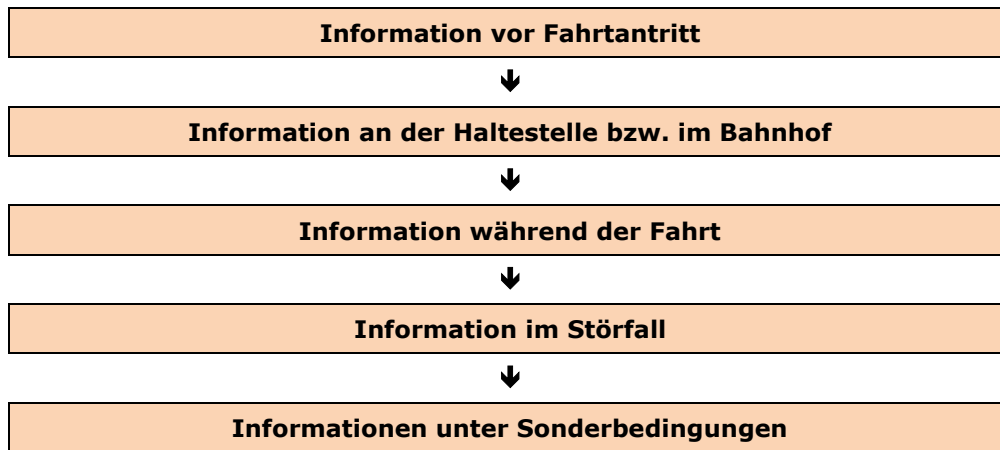 Information vor Fahrtantritt
Information an der Haltestelle bzw. im Bahnhof
Information während der Fahrt
Information im Störfall
Informationen unter Sonderbedingungen